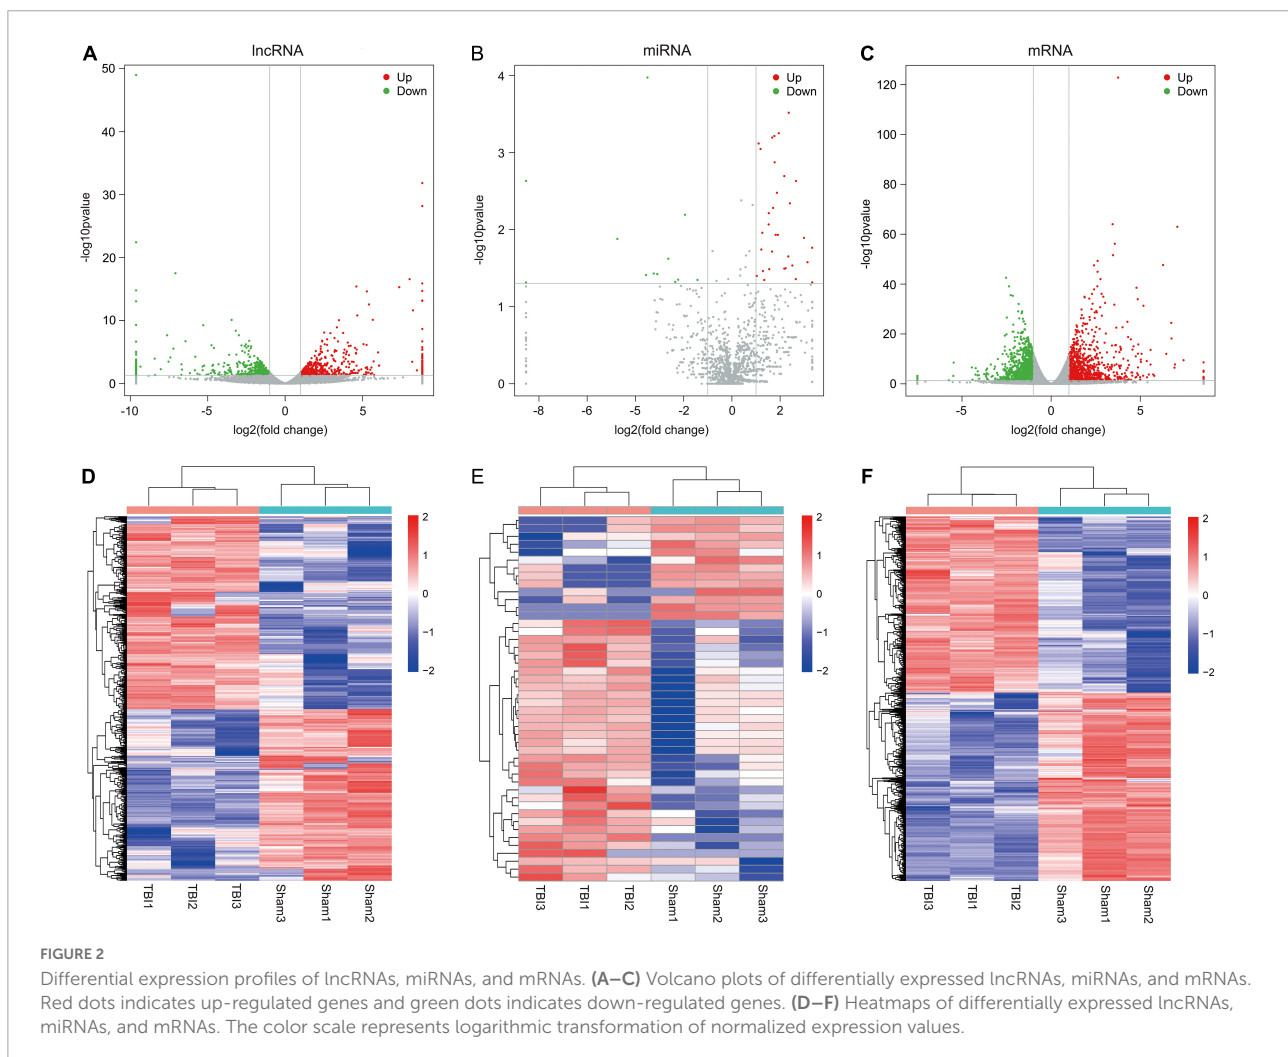 A
lncRNA
50
40
30
20
10
0
-10
-5
0
5
-log10pvalue
log2(fold change)
Up
Down
B
miRNA
4
3
2
1
0
-8
-6
-4
-2
0
2
-log10pvalue
log2(fold change)
Up
Down
C
mRNA
120
100
80
60
40
20
0
-5
0
5
-log10pvalue
log2(fold change)
Up
Down
D
2
1
0
−1
−2
TBI1
TBI2
TBI3
Sham3
Sham1
Sham2
E
2
1
0
−1
−2
TBI3
TBI1
TBI2
Sham1
Sham2
Sham3
F
2
1
0
-1
-2
TBI3
TBI1
TBI2
Sham3
Sham1
Sham2
FIGURE 2
Differential expression profiles of lncRNAs, miRNAs, and mRNAs. (A–C) Volcano plots of differentially expressed lncRNAs, miRNAs, and mRNAs.
Red dots indicates up-regulated genes and green dots indicates down-regulated genes. (D–F) Heatmaps of differentially expressed lncRNAs,
miRNAs, and mRNAs. The color scale represents logarithmic transformation of normalized expression values.